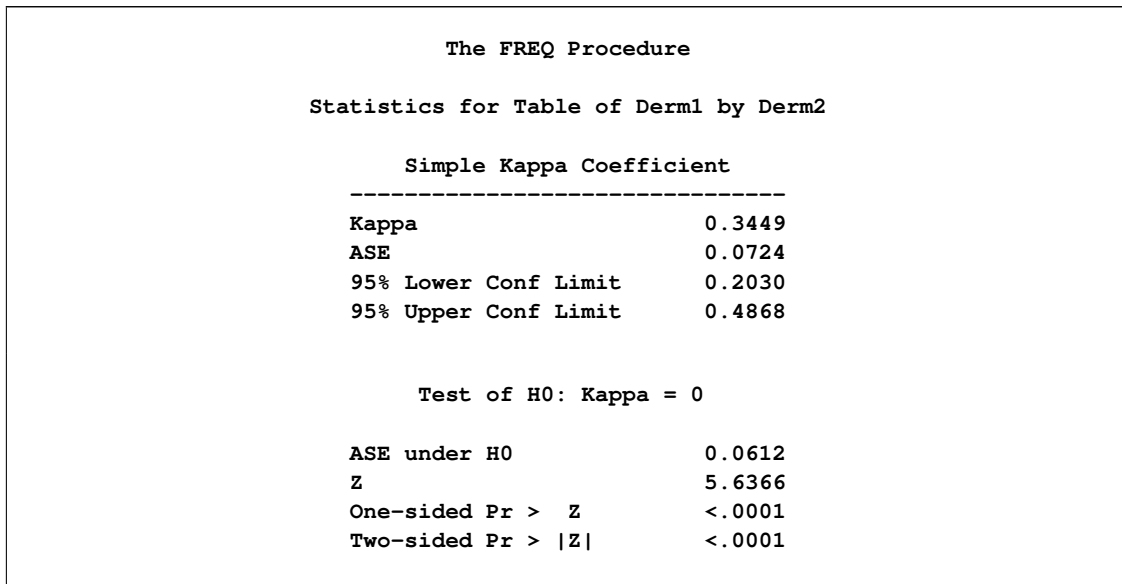 The FREQ Procedure
Statistics for Table of Derm1 by Derm2
Simple Kappa Coefficient
--------------------------------
Kappa 0.3449
ASE 0.0724
95% Lower Conf Limit 0.2030
95% Upper Conf Limit 0.4868
Test of H0: Kappa = 0
ASE under H0 0.0612
Z 5.6366
One-sided Pr > Z <.0001
Two-sided Pr > |Z| <.0001